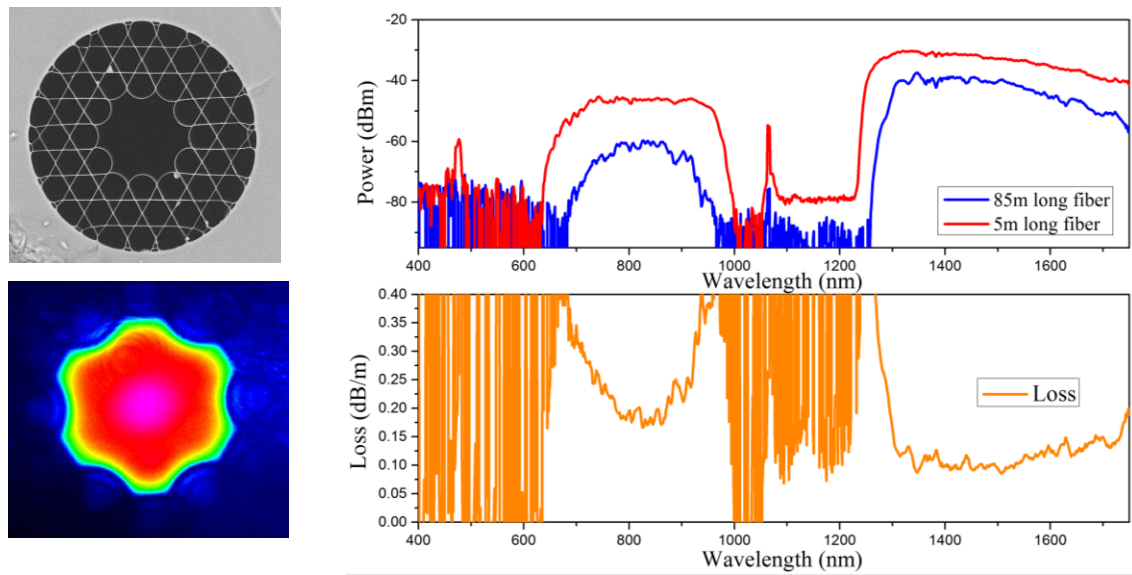 -20
-40
-60
-80
Power (dBm)
85m long fiber
5m long fiber
400 600 800 1000 1200 1400 1600
Wavelength (nm)
0.40
0.35
0.30
0.25
0.20
0.15
0.10
0.05
0.00
Loss (dB/m)
Loss
400 600 800 1000 1200 1400 1600
Wavelength (nm)